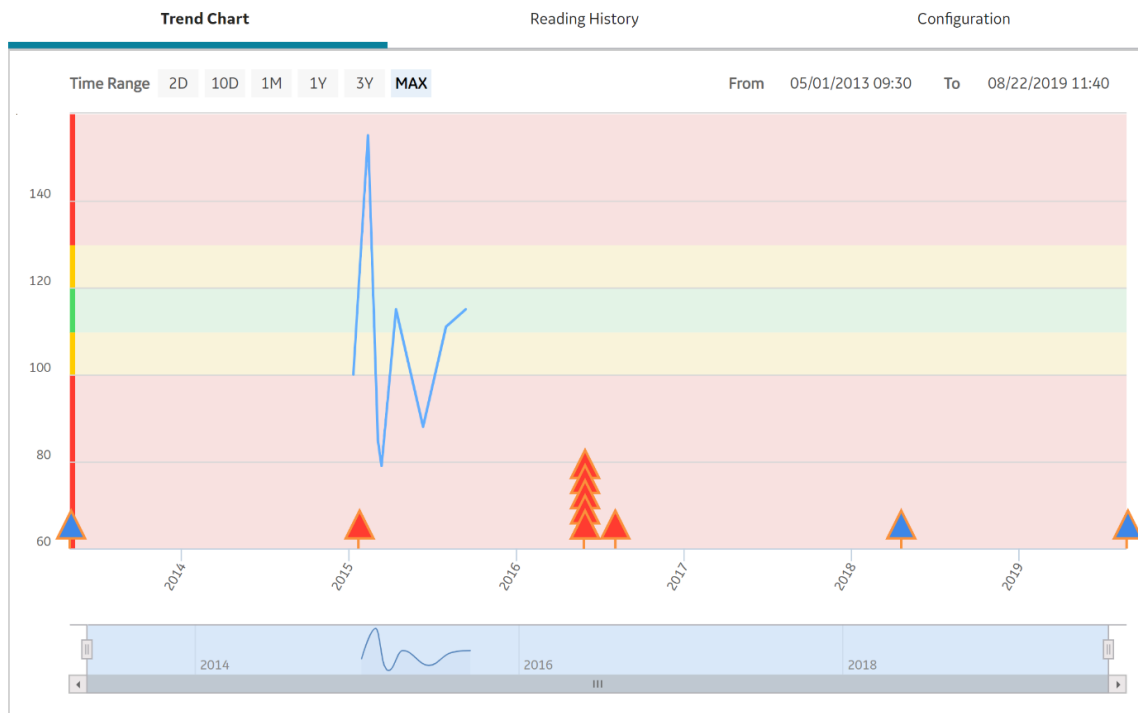 Trend Chart Reading History Configuration
Time Range 2D 10D 1M 1Y 3Y MAX From 05/01/2013 09:30 To 08/22/2019 11:40
140
120
100
80
60
2014 2015 2016 2017 2018 2019
2014 2016 2018